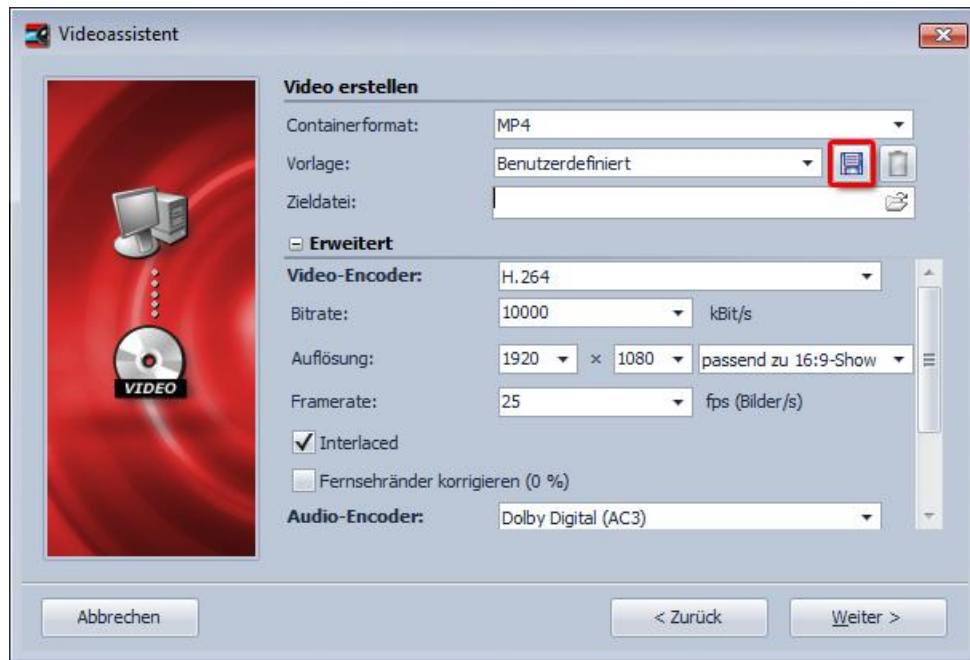 Videoassistent
VIDEO
Video erstellen
Containerformat: MP4
Vorlage: Benutzerdefiniert
Zieldatei:
Erweitert
Video-Encoder: H.264
Bitrate: 10000 kBit/s
Auflösung: 1920 × 1080 passend zu 16:9-Show
Framerate: 25 fps (Bilder/s)
Interlaced
Fernsehränder korrigieren (0 %)
Audio-Encoder: Dolby Digital (AC3)
Abbrechen < Zurück Weiter >